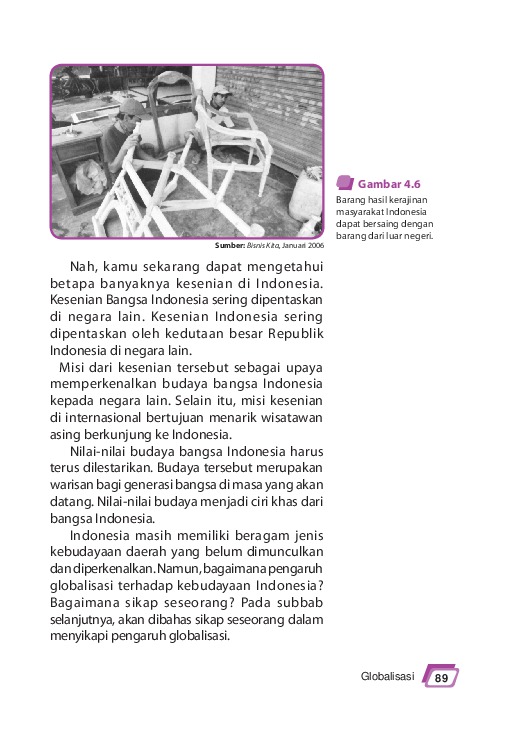 Gambar 4.6
Barang hasil kerajinan
masyarakat Indonesia
dapat bersaing dengan
barang dari luar negeri.
Sumber: Bisnis Kita, Januari 2006
Nah, kamu sekarang dapat mengetahui
betapa banyaknya kesenian di Indonesia.
Kesenian Bangsa Indonesia sering dipentaskan
di negara lain. Kesenian Indonesia sering
dipentaskan oleh kedutaan besar Republik
Indonesia di negara lain.
Misi dari kesenian tersebut sebagai upaya
memperkenalkan budaya bangsa Indonesia
kepada negara lain. Selain itu, misi kesenian
di internasional bertujuan menarik wisatawan
asing berkunjung ke Indonesia.
Nilai-nilai budaya bangsa Indonesia harus
terus dilestarikan. Budaya tersebut merupakan
warisan bagi generasi bangsa di masa yang akan
datang. Nilai-nilai budaya menjadi ciri khas dari
bangsa Indonesia.
Indonesia masih memiliki beragam jenis
kebudayaan daerah yang belum dimunculkan
dan diperkenalkan. Namun, bagaimana pengaruh
globalisasi terhadap kebudayaan Indonesia?
Bagaimana sikap seseorang? Pada subbab
selanjutnya, akan dibahas sikap seseorang dalam
menyikapi pengaruh globalisasi.
Globalisasi 89